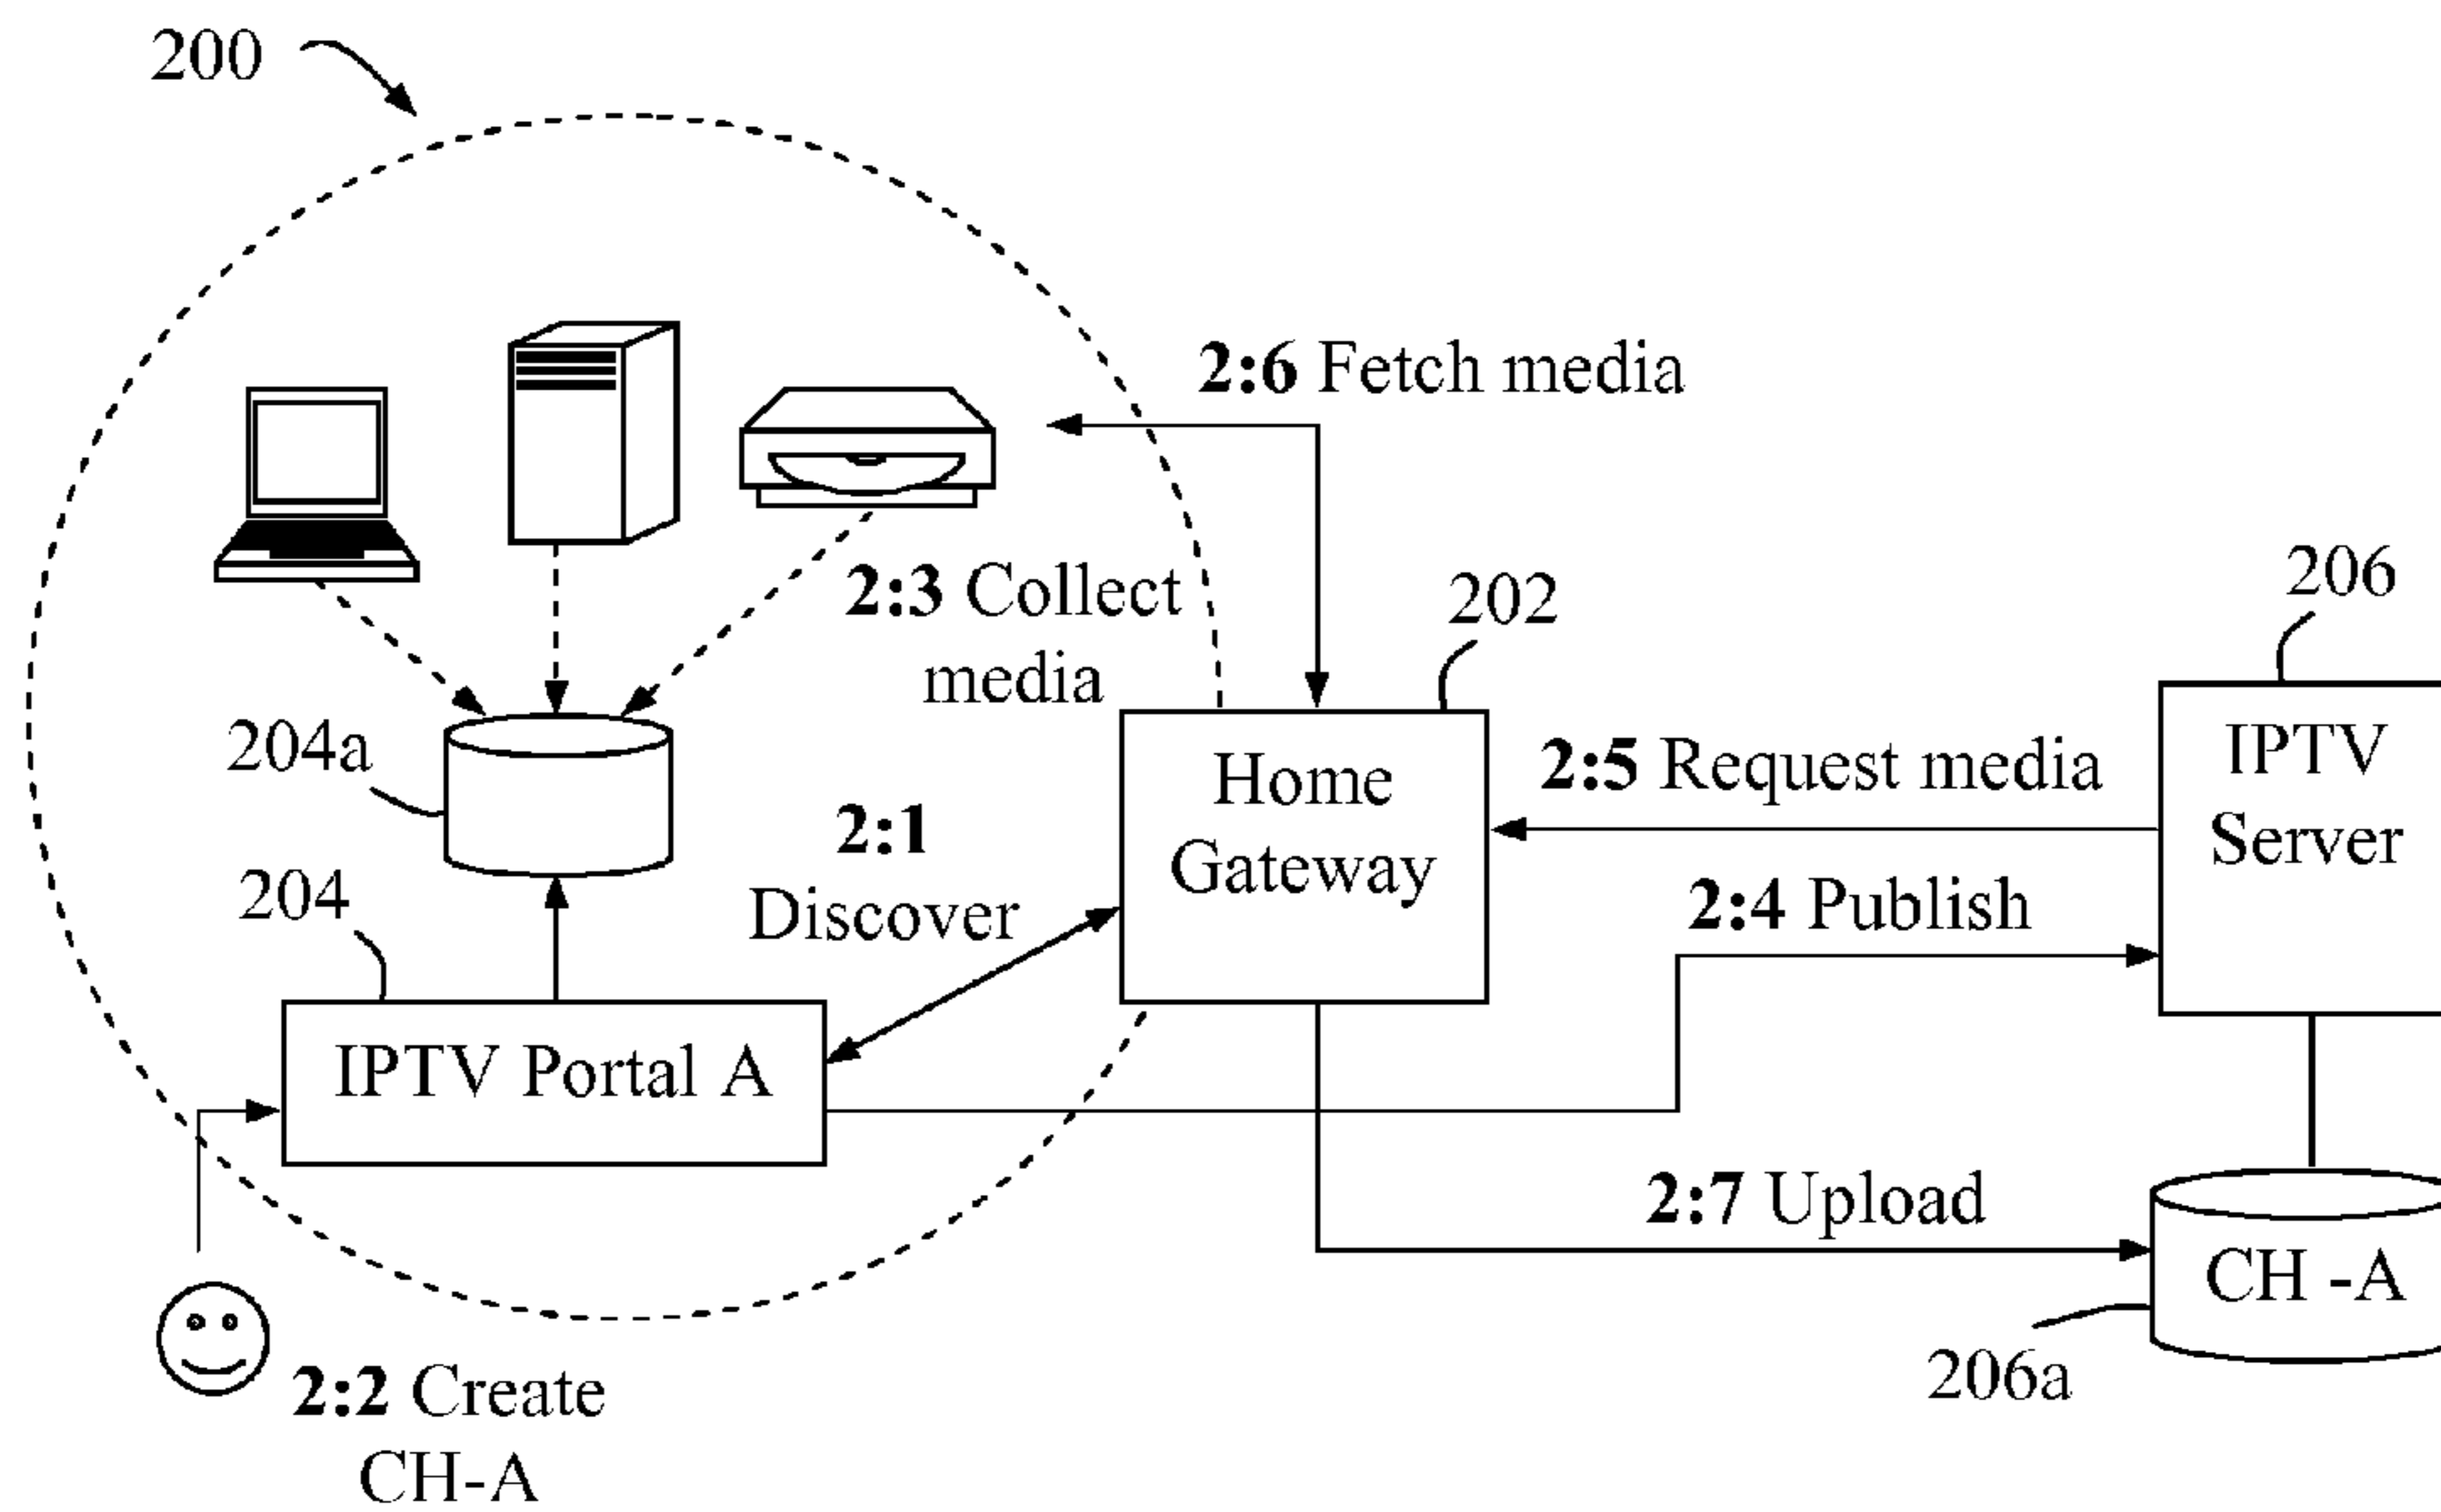 200
2:6 Fetch media
2:3 Collect
media
202
206
204a
2:1
Discover
204
Home
Gateway
2:5 Request media
2:4 Publish
IPTV
Server
IPTV Portal A
2:7 Upload
CH -A
206a
2:2 Create
CH-A